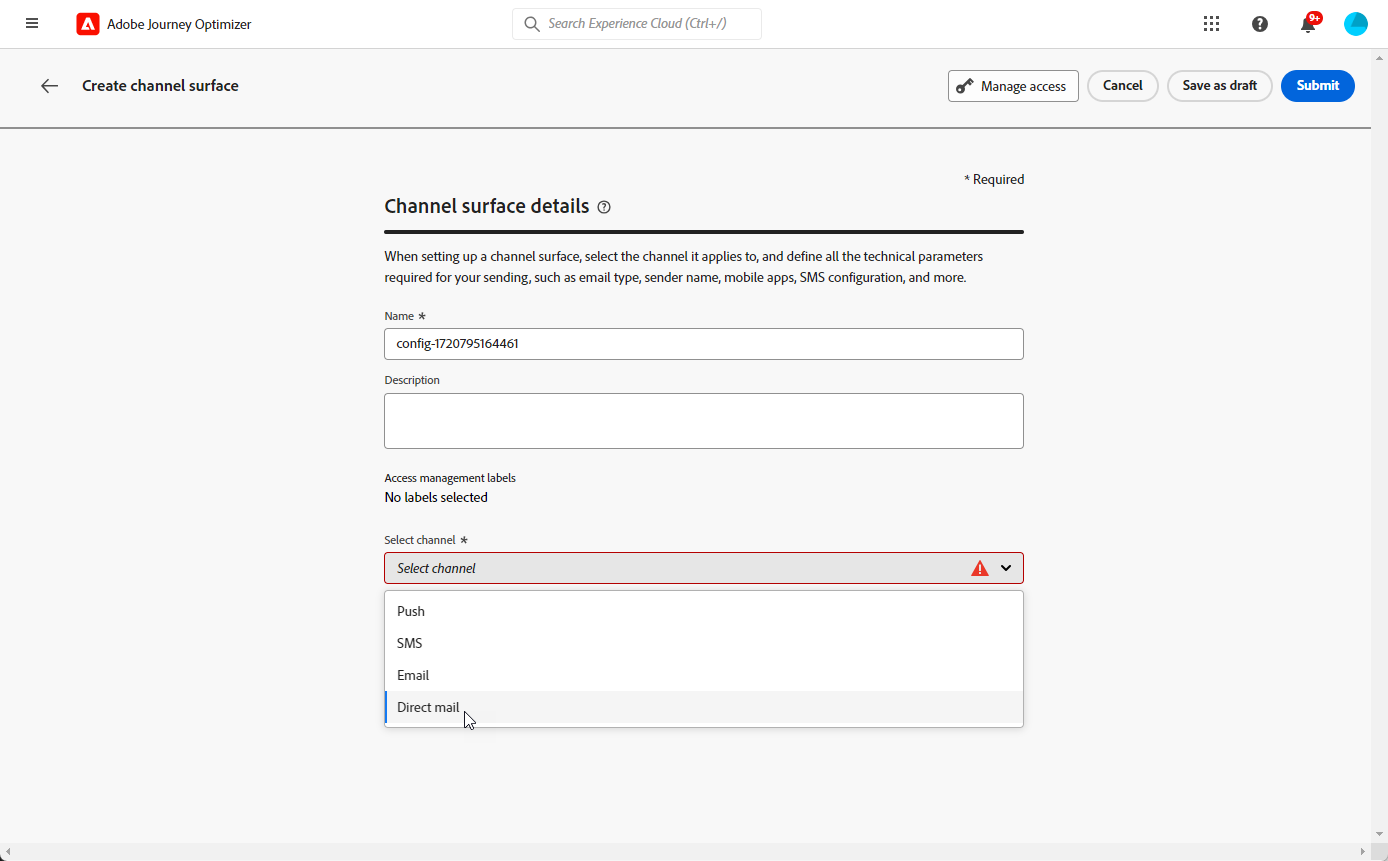 Adobe Journey Optimizer
Search Experience Cloud (Ctrl+/)
9+
Create channel surface
Manage access
Cancel
Save as draft
Submit
* Required
Channel surface details
When setting up a channel surface, select the channel it applies to, and define all the technical parameters
required for your sending, such as email type, sender name, mobile apps, SMS configuration, and more.
Name *
config-1720795164461
Description
Access management labels
No labels selected
Select channel *
Select channel
Push
SMS
Email
Direct mail